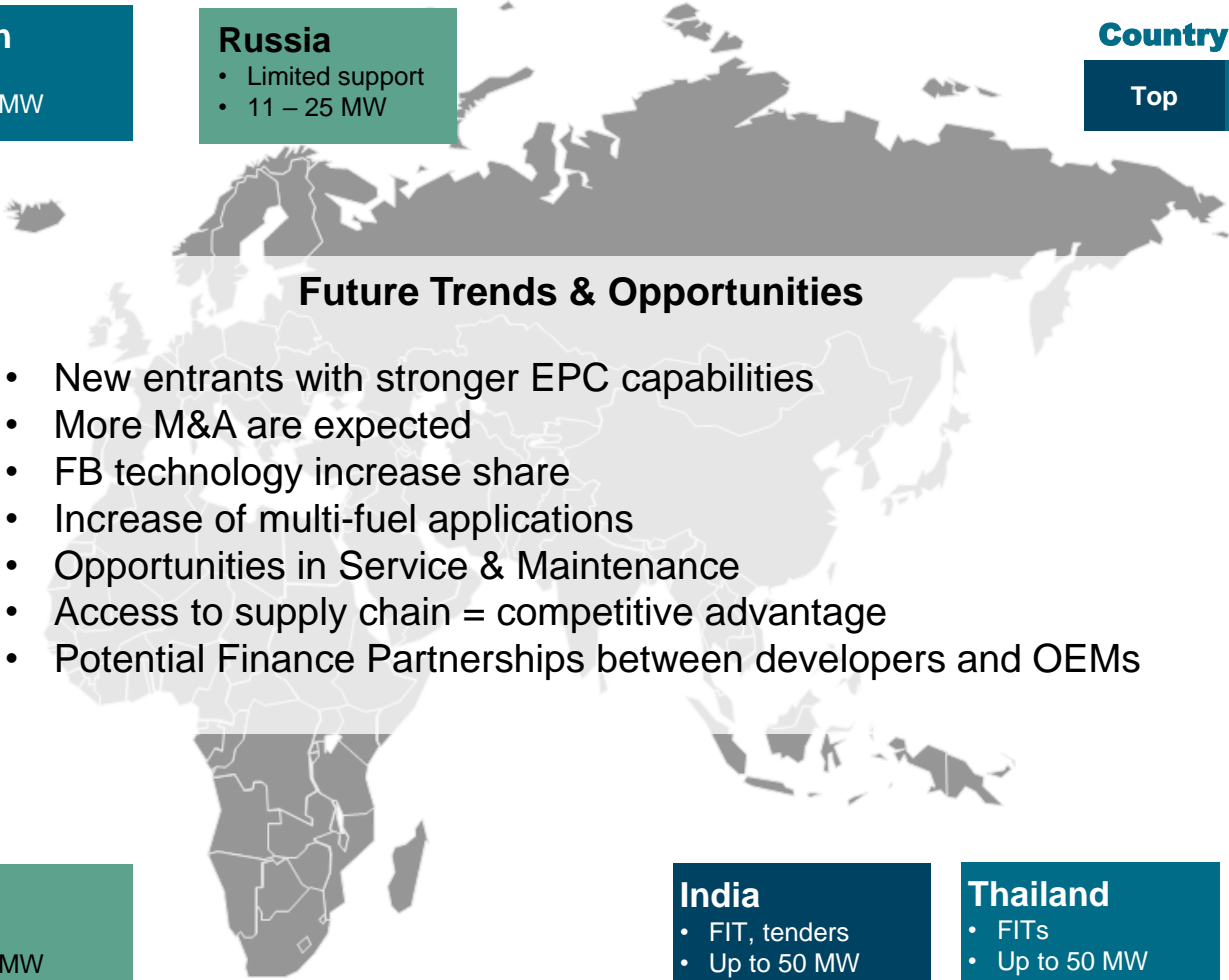 MW
Russia
• Limited support
• 11 – 25 MW
Country
Top
Future Trends & Opportunities
• New entrants with stronger EPC capabilities
• More M&A are expected
• FB technology increase share
• Increase of multi-fuel applications
• Opportunities in Service & Maintenance
• Access to supply chain = competitive advantage
• Potential Finance Partnerships between developers and OEMs
MW
India
• FIT, tenders
• Up to 50 MW
Thailand
• FITs
• Up to 50 MW